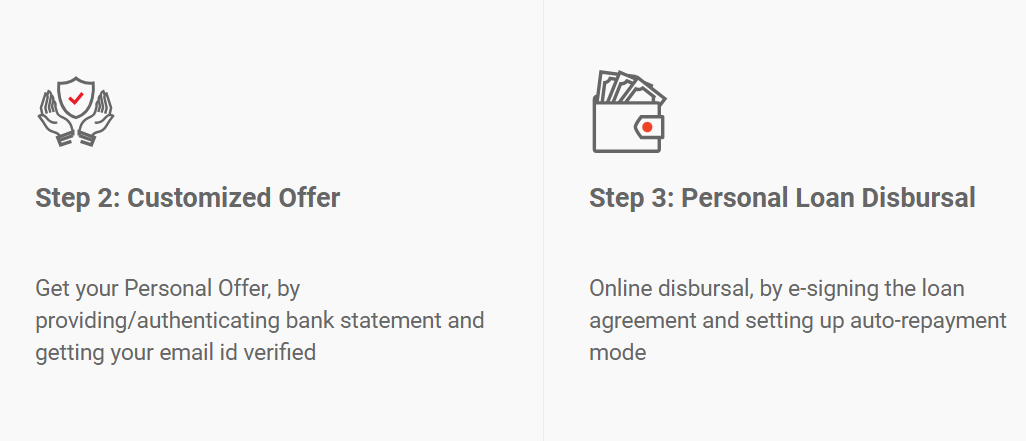 Step 2: Customized Offer
Get your Personal Offer, by
providing/authenticating bank statement and
getting your email id verified
Step 3: Personal Loan Disbursal
Online disbursal, by e-signing the loan
agreement and setting up auto-repayment
mode